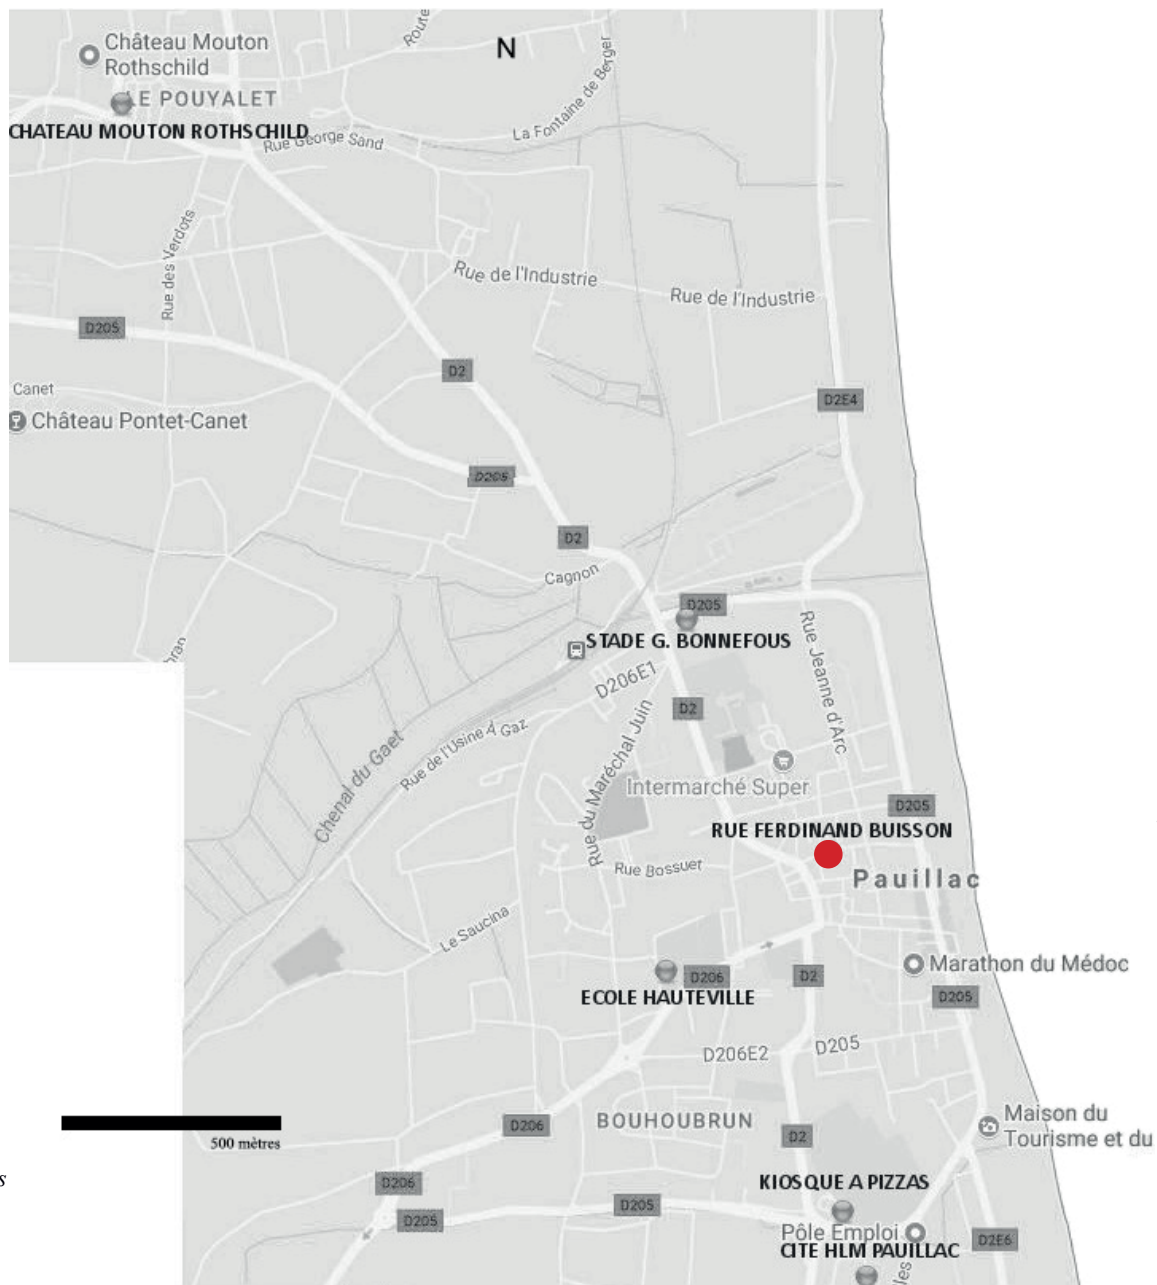 Route
N
Château Mouton
Rothschild
LE POUYALET
La Fontaine de Berger
CHATEAU MOUTON ROTHSCHILD
Rue George Sand
Rue des Verdots
Rue de l'Industrie
Rue de l'Industrie
D205
D2
Canet
D2E4
Château Pontet-Canet
D205
D2
Cagnon
D205
STADE G. BONNEFOUS
Rue Jeanne d'Arc
D206E1
D2
Rue du Maréchal Juin
Rue de l'Usine À Gaz
Chenal du Gaet
Intermarché Super
D205
RUE FERDINAND BUISSON
Rue Bossuet
Pauillac
Le Saucina
Marathon du Médoc
D206
D2
ECOLE HAUTEVILLE
D205
D206E2
D205
Maison du
Tourisme et du
BOUHOUBRUN
D206
D2
500 mètres
s
KIOSQUE A PIZZAS
D206
D205
D205
Pôle Emploi
D2E6
CITE HLM PAUILLAC
les